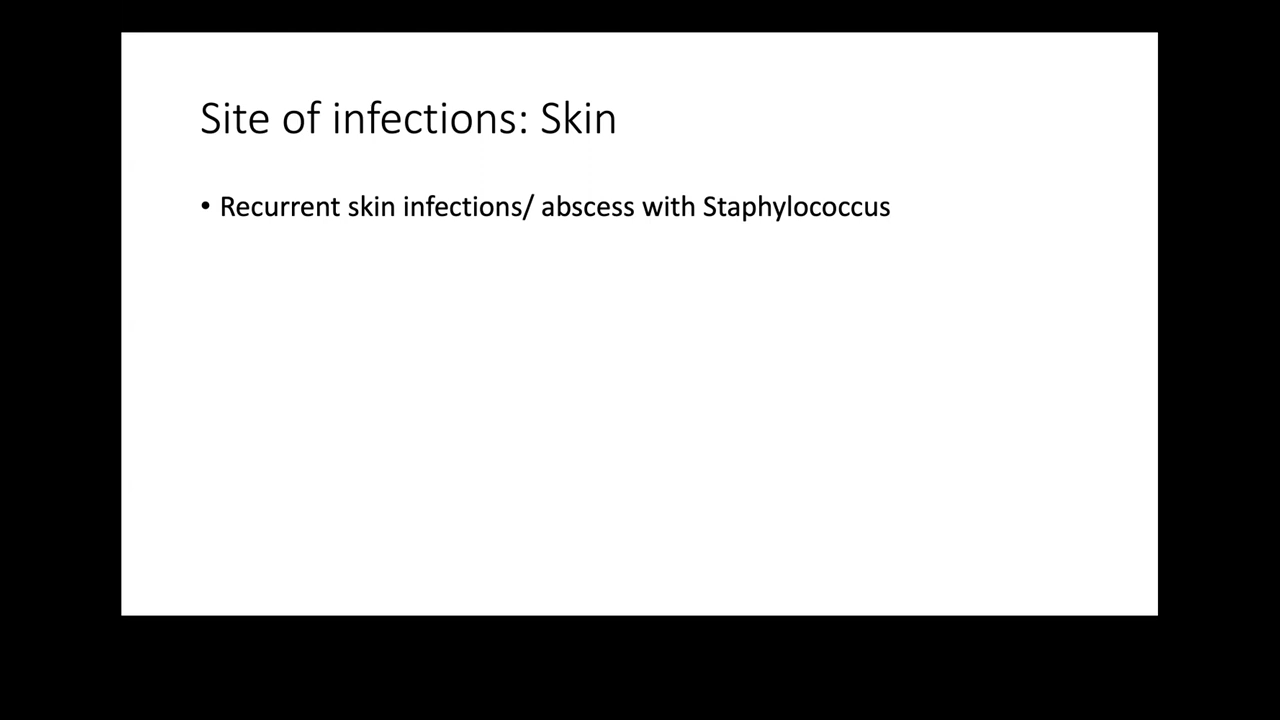 Site of infections: Skin
• Recurrent skin infections/ abscess with Staphylococcus